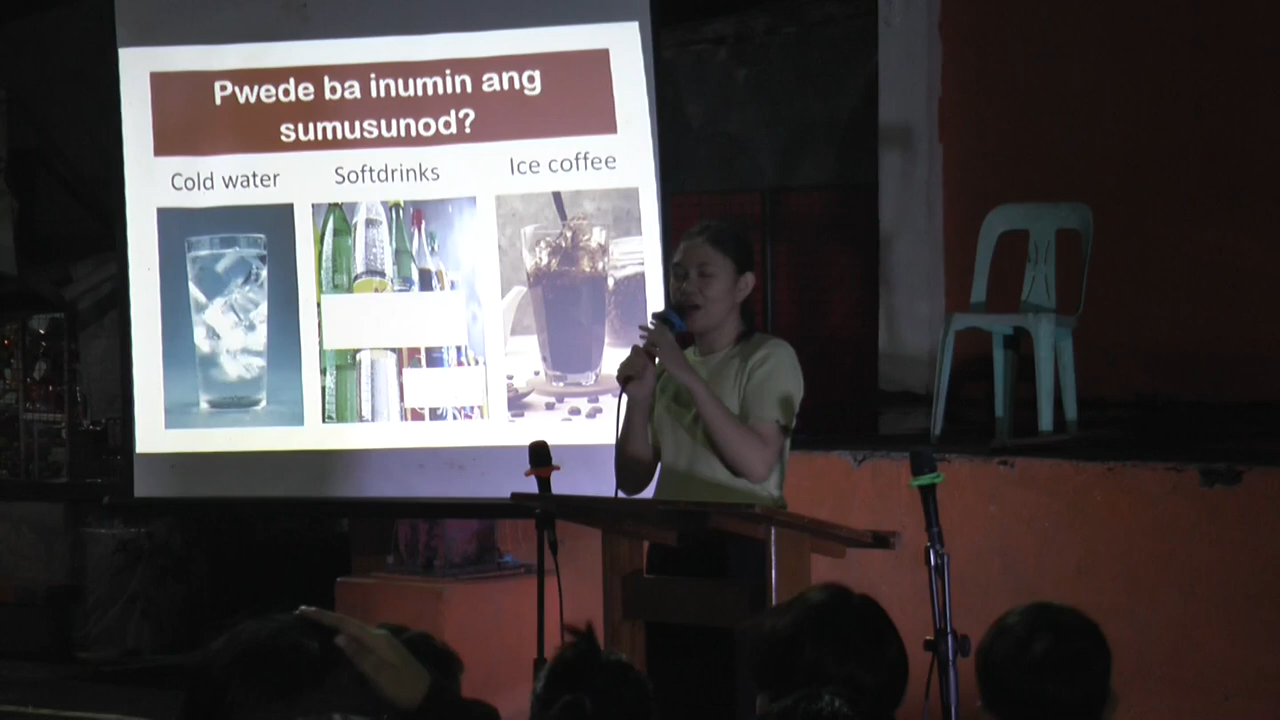 Pwede ba inumin ang
sumusunod?
Cold water
Softdrinks
Ice coffee